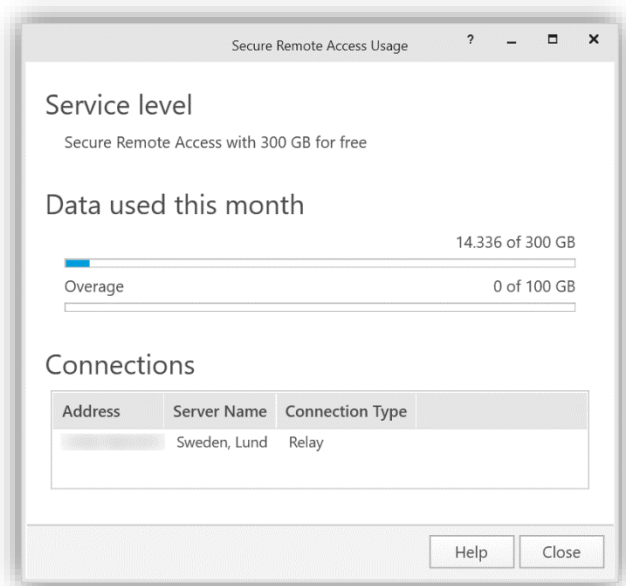 Secure Remote Access Usage
Service level
Secure Remote Access with 300 GB for free
Data used this month
14.336 of 300 GB
Overage 0 of 100 GB
Connections
Address Server Name Connection Type
Sweden, Lund Relay
Help Close